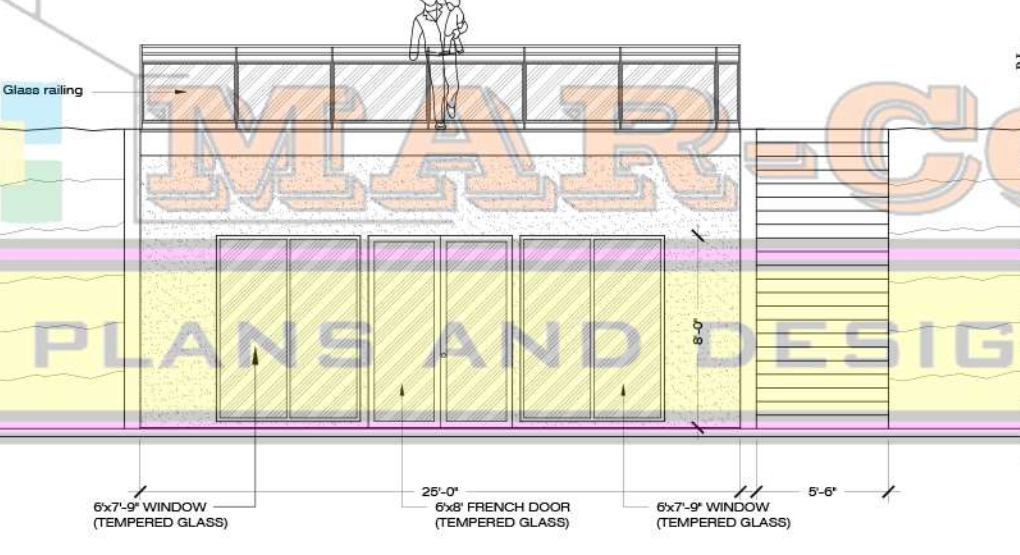 Glass railing
MAR-Co
PLANS AND DESIG
8'-0"
25'-0"
5'-6"
6'x7'-9" WINDOW
(TEMPERED GLASS)
6'x8' FRENCH DOOR
(TEMPERED GLASS)
6'x7'-9" WINDOW
(TEMPERED GLASS)